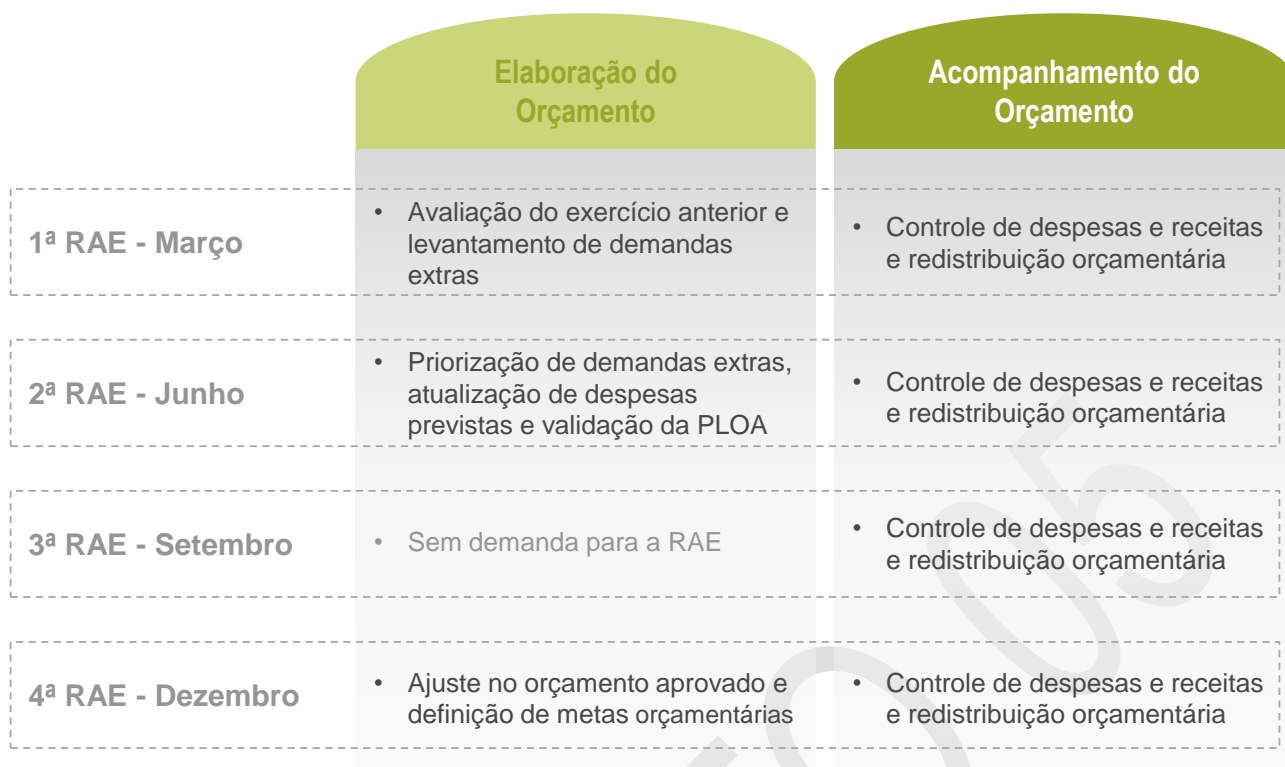 Elaboração do
Orçamento
Acompanhamento do
Orçamento
1ª RAE - Março
• Avaliação do exercício anterior e
levantamento de demandas
extras
• Controle de despesas e receitas
e redistribuição orçamentária
2ª RAE - Junho
• Priorização de demandas extras,
atualização de despesas
previstas e validação da PLOA
• Controle de despesas e receitas
e redistribuição orçamentária
3ª RAE - Setembro
• Sem demanda para a RAE
• Controle de despesas e receitas
e redistribuição orçamentária
4ª RAE - Dezembro
• Ajuste no orçamento aprovado e
definição de metas orçamentárias
• Controle de despesas e receitas
e redistribuição orçamentária
05